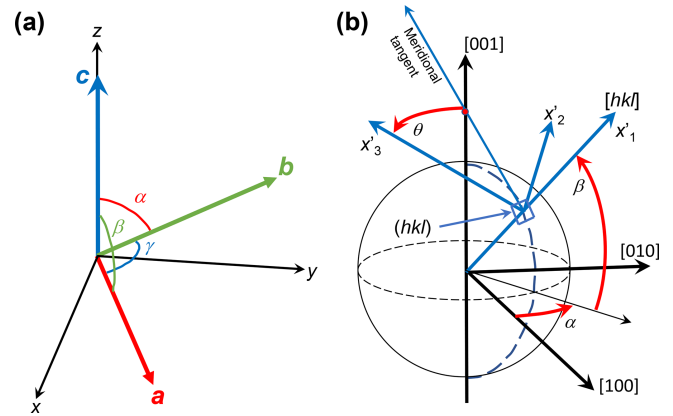 (a)
z
c
α
b
β
γ
y
x
a
(b)
[001]
Meridional
tangent
[hkl]
θ
x'2
x'1
x'3
β
(hkl)
[010]
α
[100]